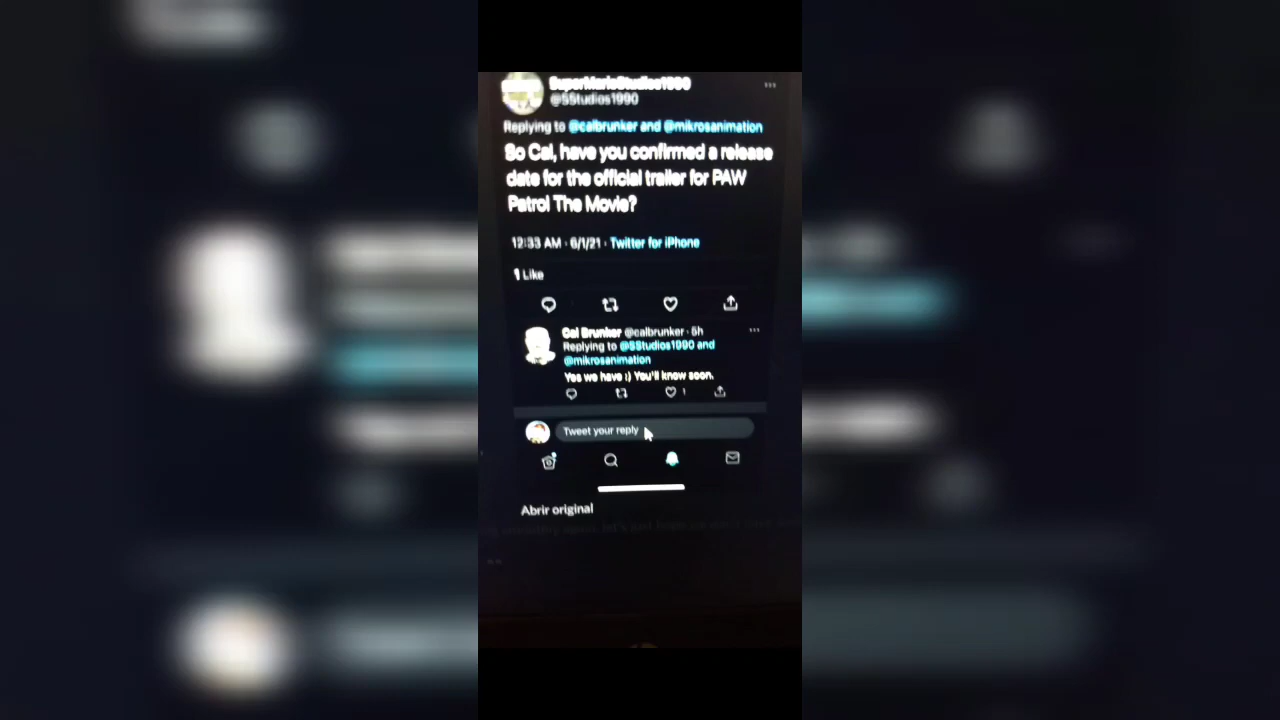 SuperMarioStudios1990
@SStudios1990
Replying to @calbrunker and @mikrosanimation
So Cal, have you confirmed a release
date for the official trailer for PAW
Patrol The Movie?
12:33 AM · 6/1/21 · Twitter for iPhone
1 Like
Cal Brunker @calbrunker · 5h
Replying to @SStudios1990 and
@mikrosanimation
Yes we have :) You'll know soon.
1
Tweet your reply
Abrir original